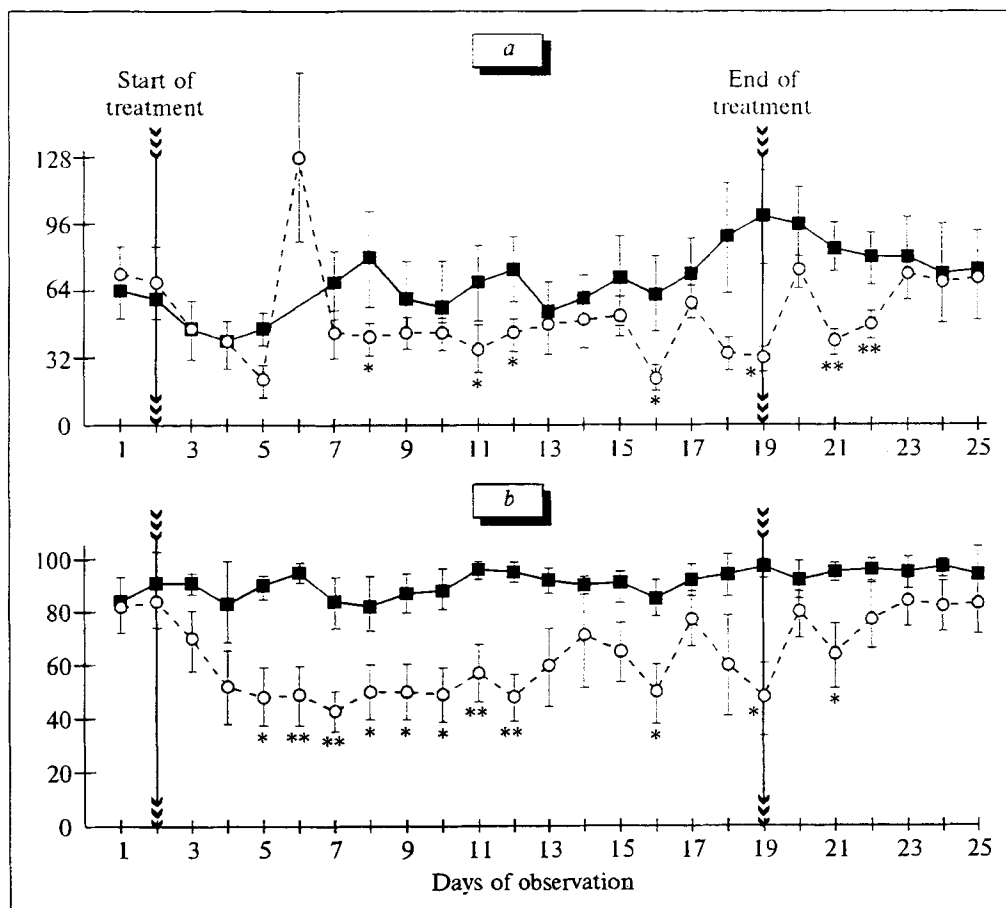 a
Start of
treatment
End of
treatment
128
96
64
32
0
* * * * * ** **
1 3 5 7 9 11 13 15 17 19 21 23 25
b
100
80
60
40
20
0
* ** ** * * * ** ** * * *
1 3 5 7 9 11 13 15 17 19 21 23 25
Days of observation